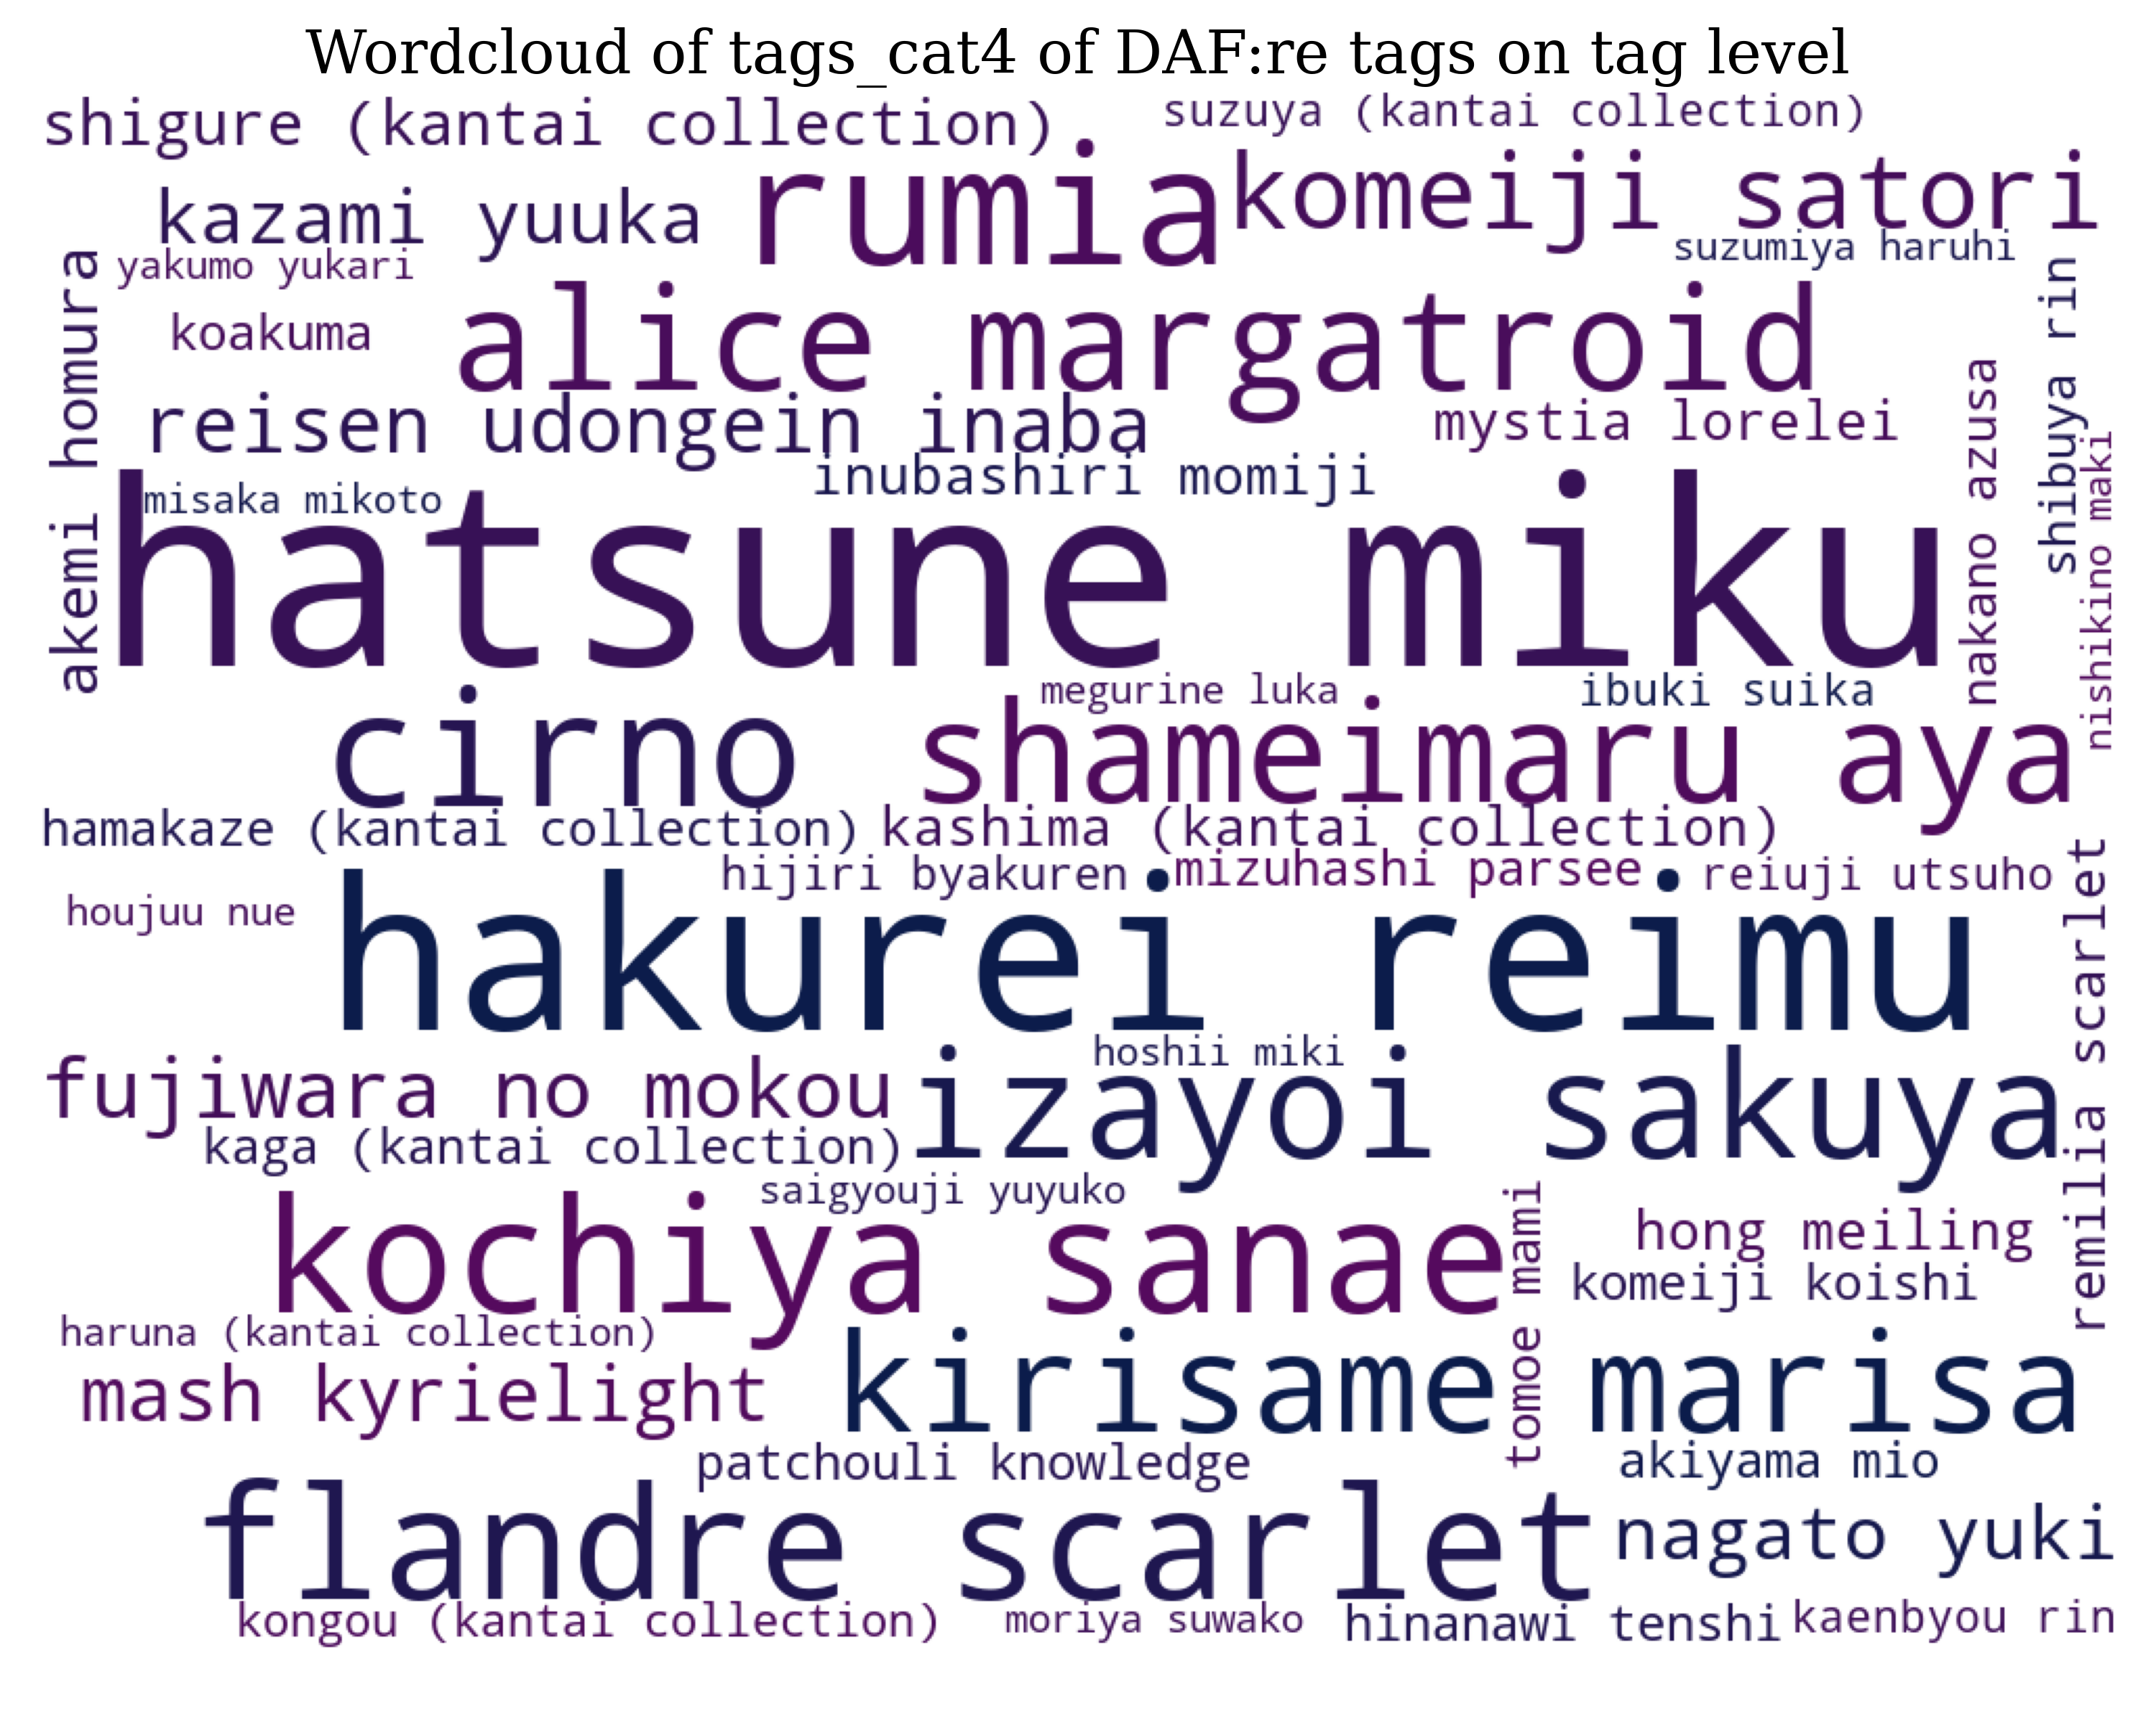 Wordcloud of tags_cat4 of DAF:re tags on tag level
shigure (kantai collection)
suzuya (kantai collection)
rumia
komeiji satori
kazami yuuka
suzumiya haruhi
yakumo yukari
akemi homura
shibuya rin
koakuma
alice margatroid
reisen udongein inaba
mystia lorelei
nakano azusa
nishikino maki
inubashiri momiji
misaka mikoto
hatsune miku
megurine luka
ibuki suika
cirno
shameimaru aya
hamakaze (kantai collection)
kashima (kantai collection)
hijiri byakuren
mizuhashi parsee
reiuji utsuho
houjuu nue
hakurei reimu
remilia scarlet
hoshii miki
fujiwara no mokou
izayoi sakuya
kaga (kantai collection)
saigyouji yuyuko
kochiya sanae
tomoe mami
hong meiling
komeiji koishi
haruna (kantai collection)
mash kyrielight
kirisame marisa
patchouli knowledge
akiyama mio
flandre scarlet
nagato yuki
kongou (kantai collection)
moriya suwako
hinanawi tenshi
kaenbyou rin